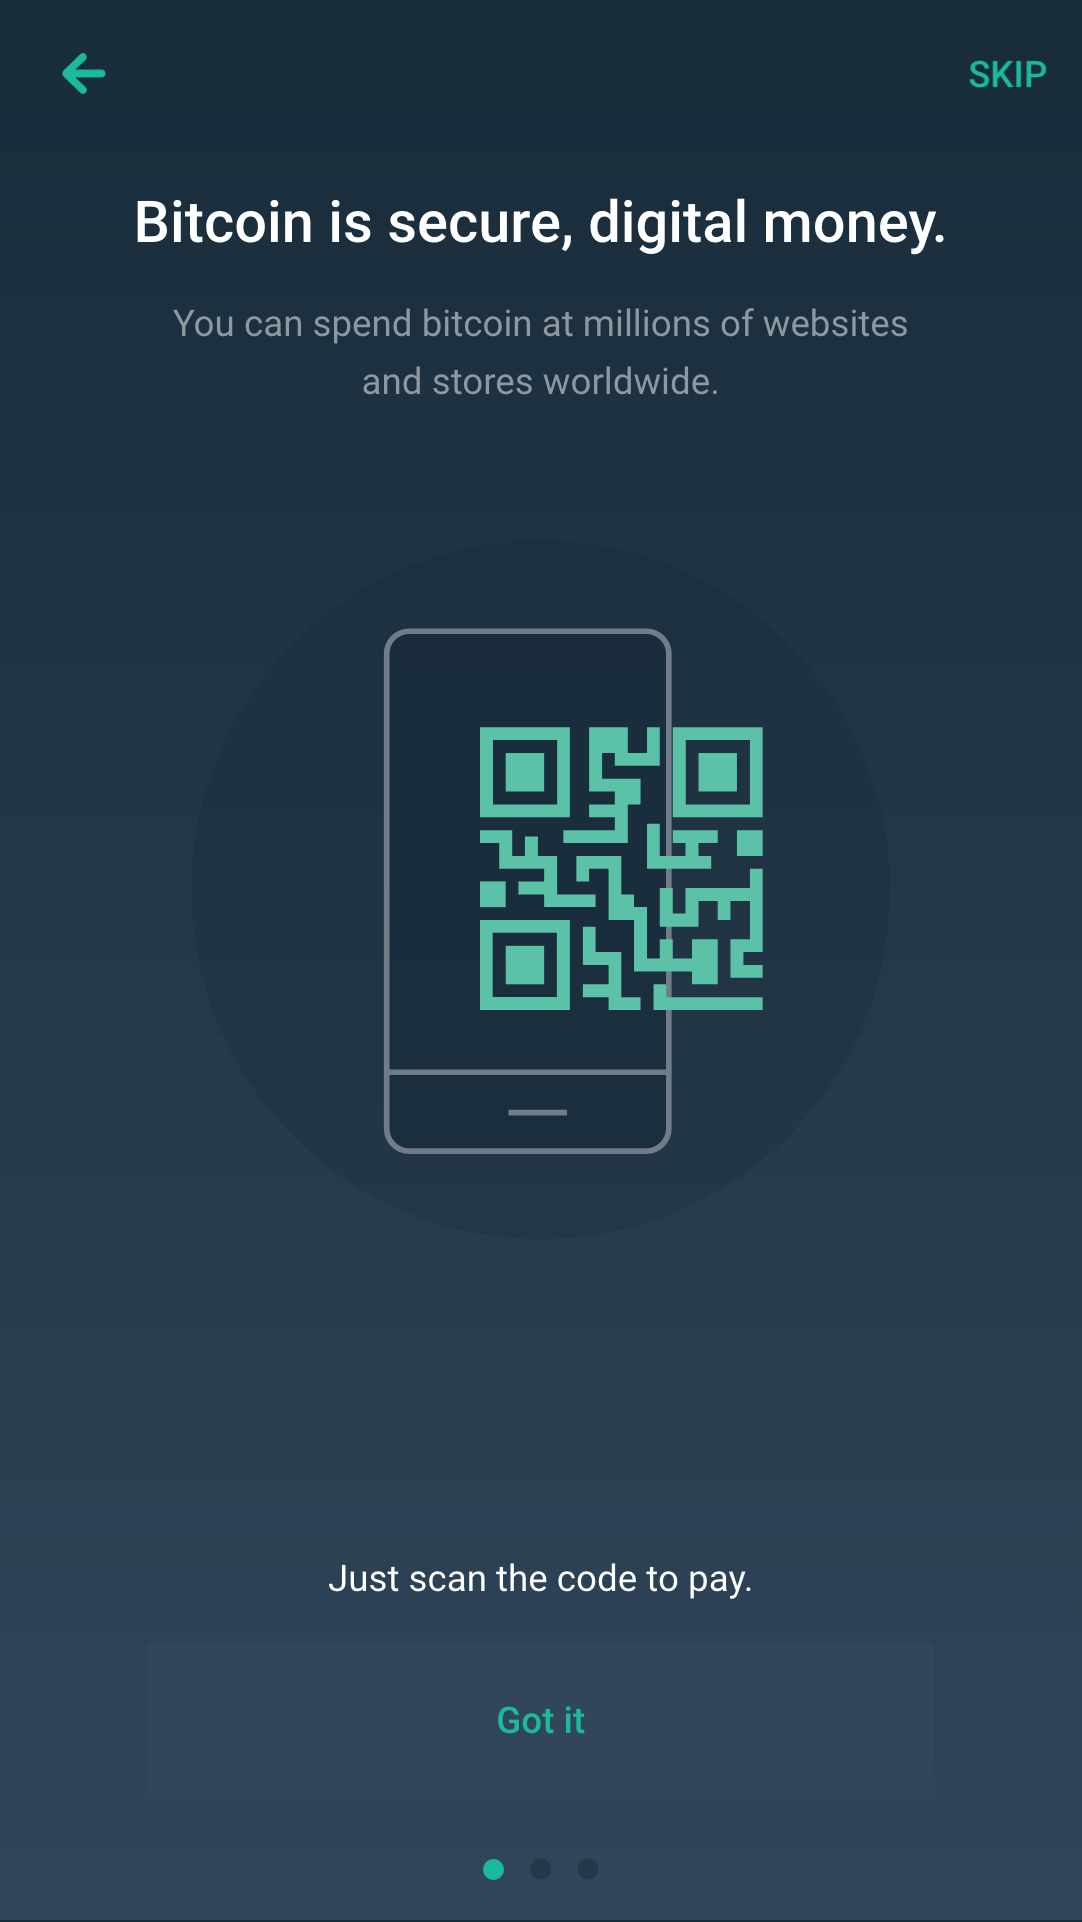 SKIP
Bitcoin is secure, digital money.
You can spend bitcoin at millions of websites
and stores worldwide.
Just scan the code to pay.
Got it